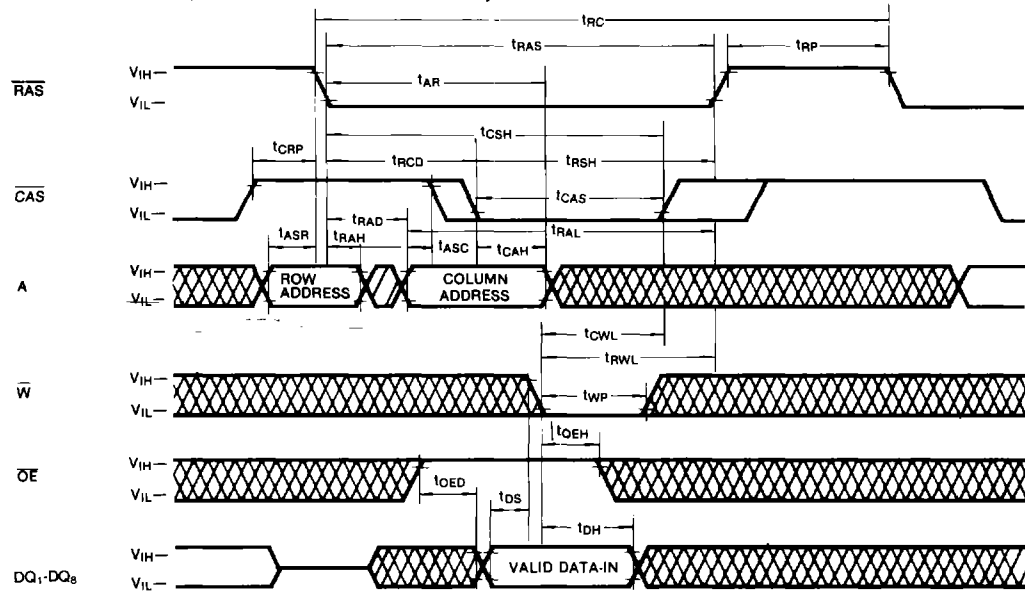 tRC
tRAS
tRP
tAR
RAS
VIH
VIL
tCSH
tCRP
tRCD
tRSH
CAS
VIH
VIL
tCAS
tRAD
tRAL
tASR
tRAH
tASC
tCAH
A
VIH
VIL
ROW
ADDRESS
COLUMN
ADDRESS
tCWL
tRWL
W
VIH
VIL
tWP
tOEH
OE
VIH
VIL
tOED
tDS
tDH
DQ1-DQ8
VIH
VIL
VALID DATA-IN